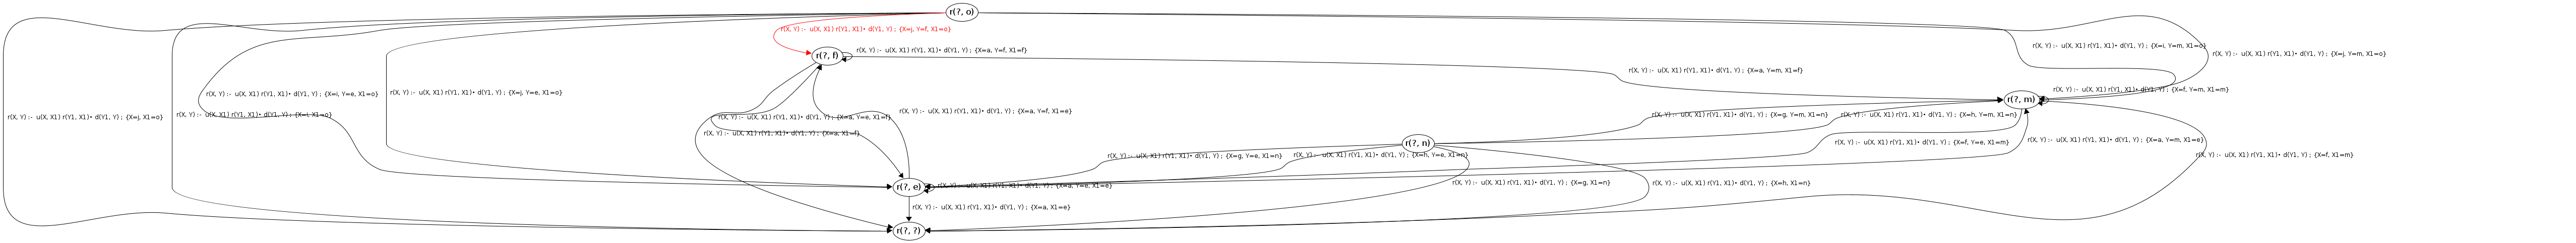 r(?, o)
r(X, Y) :-  u(X, X1) r(Y1, X1)• d(Y1, Y) ;  {X=j, Y=f, X1=o}
r(X, Y) :-  u(X, X1) r(Y1, X1)• d(Y1, Y) ;  {X=i, Y=m, X1=o}
r(?, f)
r(X, Y) :-  u(X, X1) r(Y1, X1)• d(Y1, Y) ;  {X=a, Y=f, X1=f}
r(X, Y) :-  u(X, X1) r(Y1, X1)• d(Y1, Y) ;  {X=j, Y=m, X1=o}
r(X, Y) :-  u(X, X1) r(Y1, X1)• d(Y1, Y) ;  {X=a, Y=m, X1=f}
r(X, Y) :-  u(X, X1) r(Y1, X1)• d(Y1, Y) ;  {X=i, Y=e, X1=o}
r(X, Y) :-  u(X, X1) r(Y1, X1)• d(Y1, Y) ;  {X=j, Y=e, X1=o}
r(X, Y) :-  u(X, X1) r(Y1, X1)• d(Y1, Y) ;  {X=f, Y=m, X1=m}
r(?, m)
r(X, Y) :-  u(X, X1) r(Y1, X1)• d(Y1, Y) ;  {X=j, X1=o}
r(X, Y) :-  u(X, X1) r(Y1, X1)• d(Y1, Y) ;  {X=i, X1=o}
r(X, Y) :-  u(X, X1) r(Y1, X1)• d(Y1, Y) ;  {X=a, Y=e, X1=f}
r(X, Y) :-  u(X, X1) r(Y1, X1)• d(Y1, Y) ;  {X=a, Y=f, X1=e}
r(X, Y) :-  u(X, X1) r(Y1, X1)• d(Y1, Y) ;  {X=g, Y=m, X1=n}
r(X, Y) :-  u(X, X1) r(Y1, X1)• d(Y1, Y) ;  {X=h, Y=m, X1=n}
r(X, Y) :-  u(X, X1) r(Y1, X1)• d(Y1, Y) ;  {X=a, X1=f}
r(?, n)
r(X, Y) :-  u(X, X1) r(Y1, X1)• d(Y1, Y) ;  {X=f, Y=e, X1=m}
r(X, Y) :-  u(X, X1) r(Y1, X1)• d(Y1, Y) ;  {X=a, Y=m, X1=e}
r(X, Y) :-  u(X, X1) r(Y1, X1)• d(Y1, Y) ;  {X=g, Y=e, X1=n}
r(X, Y) :-  u(X, X1) r(Y1, X1)• d(Y1, Y) ;  {X=h, Y=e, X1=n}
r(X, Y) :-  u(X, X1) r(Y1, X1)• d(Y1, Y) ;  {X=f, X1=m}
r(?, e)
r(X, Y) :-  u(X, X1) r(Y1, X1)• d(Y1, Y) ;  {X=a, Y=e, X1=e}
r(X, Y) :-  u(X, X1) r(Y1, X1)• d(Y1, Y) ;  {X=g, X1=n}
r(X, Y) :-  u(X, X1) r(Y1, X1)• d(Y1, Y) ;  {X=h, X1=n}
r(X, Y) :-  u(X, X1) r(Y1, X1)• d(Y1, Y) ;  {X=a, X1=e}
r(?, ?)